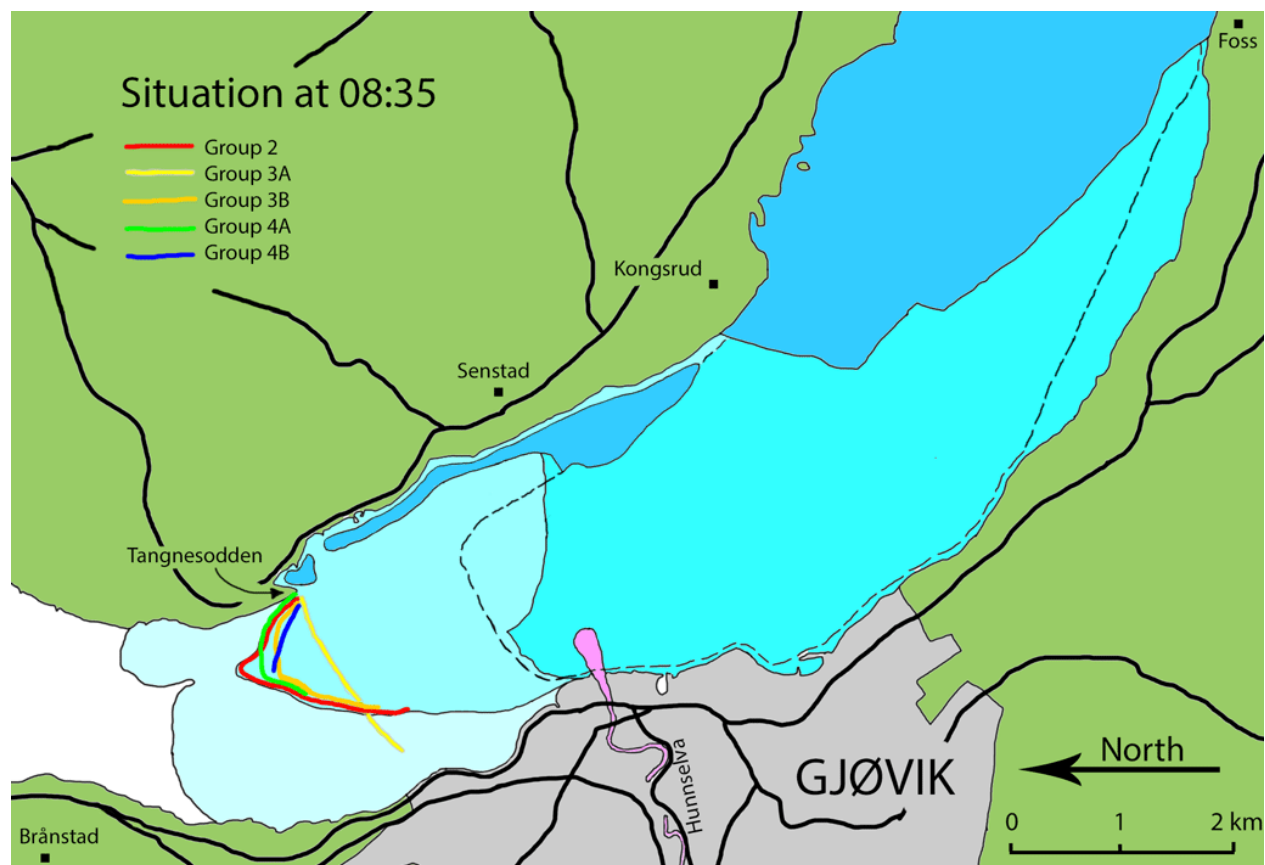 Foss
Situation at 08:35
Group 2
Group 3A
Group 3B
Group 4A
Group 4B
Kongsrud
Senstad
Tangnesodden
Hunnselva
GJØVIK
North
0 1 2 km
Brånstad